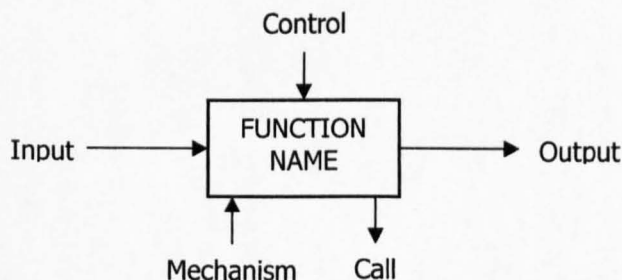 Control
FUNCTION
NAME
Input
Output
Mechanism
Call